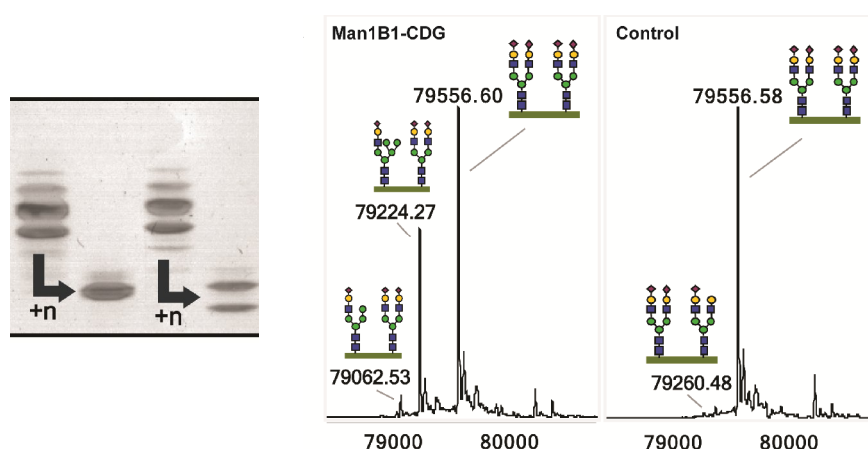 +n
+n
Man1B1-CDG
79556.60
79224.27
79062.53
79000
80000
Control
79556.58
79260.48
79000
80000